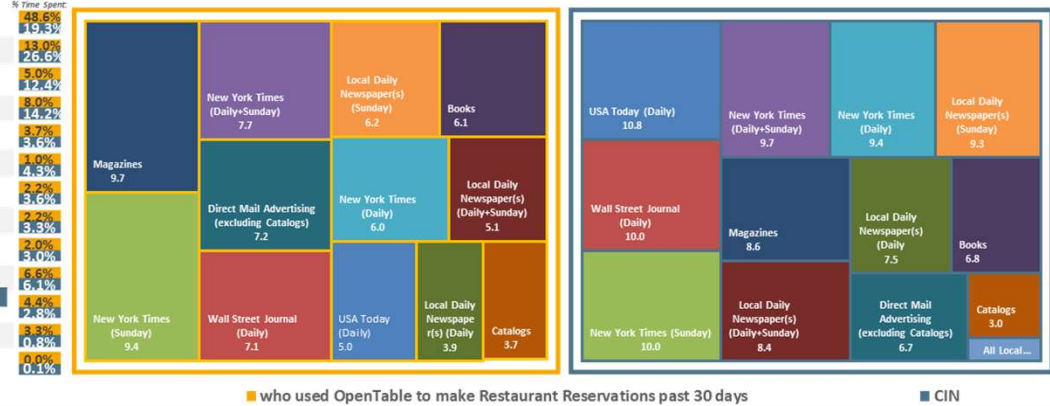 % Time Spent:
48.6%
19.3%
13.0%
26.6%
5.0%
12.4%
8.0%
14.2%
3.7%
3.6%
1.0%
4.3%
2.2%
3.6%
2.2%
3.3%
2.0%
3.0%
6.6%
6.1%
4.4%
2.8%
3.3%
0.8%
0.0%
0.1%
Magazines
9.7
New York Times
(Sunday)
9.4
New York Times
(Daily+Sunday)
7.7
Direct Mail Advertising
(excluding Catalogs)
7.2
Wall Street Journal
(Daily)
7.1
Local Daily
Newspaper(s)
(Sunday)
6.2
Books
6.1
New York Times
(Daily)
6.0
Local Daily
Newspaper(s)
(Daily+Sunday)
5.1
USA Today
(Daily)
5.0
Local Daily
Newspape
r(s) (Daily
3.9
Catalogs
3.7
USA Today (Daily)
10.8
Wall Street Journal
(Daily)
10.0
New York Times (Sunday)
10.0
New York Times
(Daily+Sunday)
9.7
New York Times
(Daily)
9.4
Local Daily
Newspaper(s)
(Sunday)
9.3
Magazines
8.6
Local Daily
Newspaper(s)
(Daily+Sunday)
8.4
Local Daily
Newspaper(s)
(Daily
7.5
Books
6.8
Direct Mail
Advertising
(excluding Catalogs)
6.7
Catalogs
3.0
All Local...
who used OpenTable to make Restaurant Reservations past 30 days
CIN